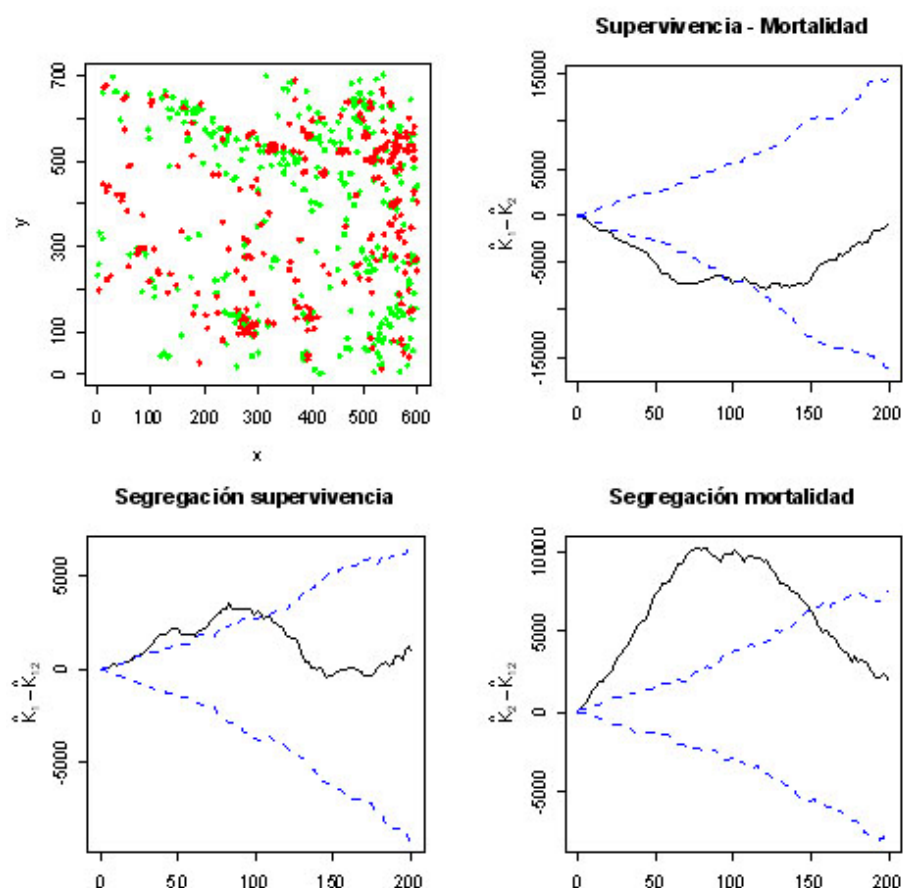 Supervivencia - Mortalidad
y
700
500
300
100
0
0 100 200 300 400 500 600
x
K̂₁ – K̂₂
15000
5000
0
-5000
-15000
0 50 100 150 200
Segregación supervivencia
K̂₁ – K̂₁₂
5000
0
-5000
0 50 100 150 200
Segregación mortalidad
K̂₂ – K̂₁₂
10000
5000
0
-5000
0 50 100 150 200